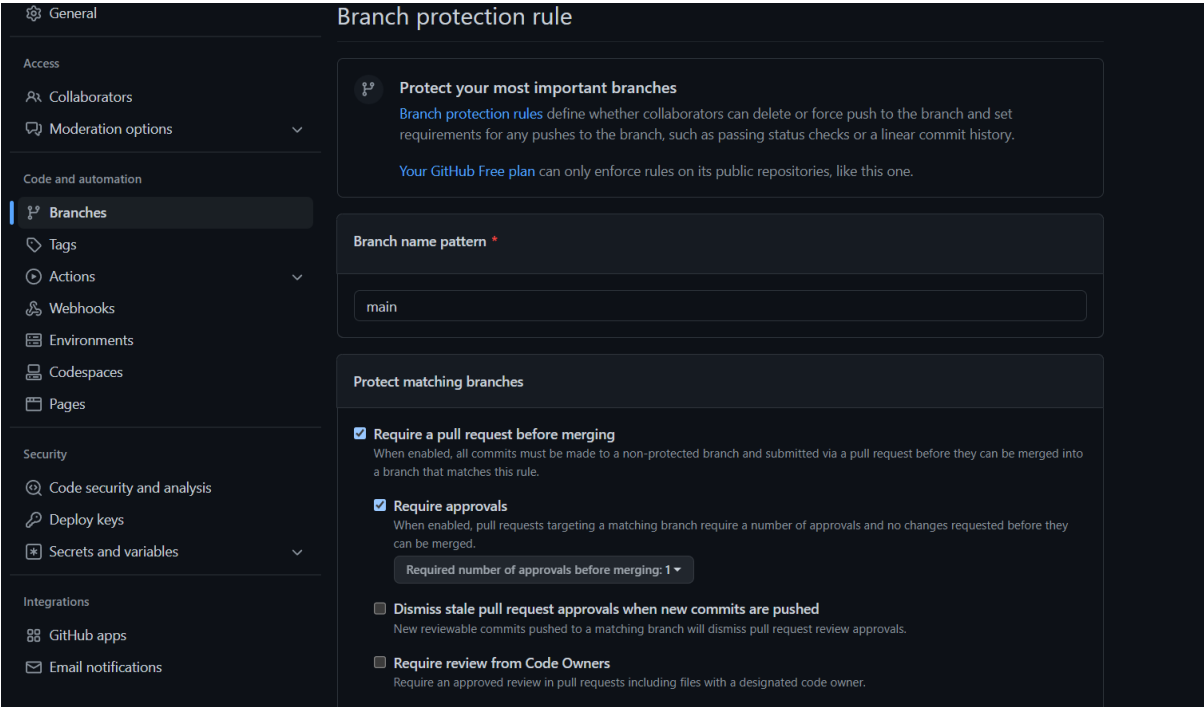 General
Access
Collaborators
Moderation options
Code and automation
Branches
Tags
Actions
Webhooks
Environments
Codespaces
Pages
Security
Code security and analysis
Deploy keys
Secrets and variables
Integrations
GitHub apps
Email notifications
Branch protection rule
Protect your most important branches
Branch protection rules define whether collaborators can delete or force push to the branch and set
requirements for any pushes to the branch, such as passing status checks or a linear commit history.
Your GitHub Free plan can only enforce rules on its public repositories, like this one.
Branch name pattern *
main
Protect matching branches
Require a pull request before merging
When enabled, all commits must be made to a non-protected branch and submitted via a pull request before they can be merged into
a branch that matches this rule.
Require approvals
When enabled, pull requests targeting a matching branch require a number of approvals and no changes requested before they
can be merged.
Required number of approvals before merging: 1
Dismiss stale pull request approvals when new commits are pushed
New reviewable commits pushed to a matching branch will dismiss pull request review approvals.
Require review from Code Owners
Require an approved review in pull requests including files with a designated code owner.